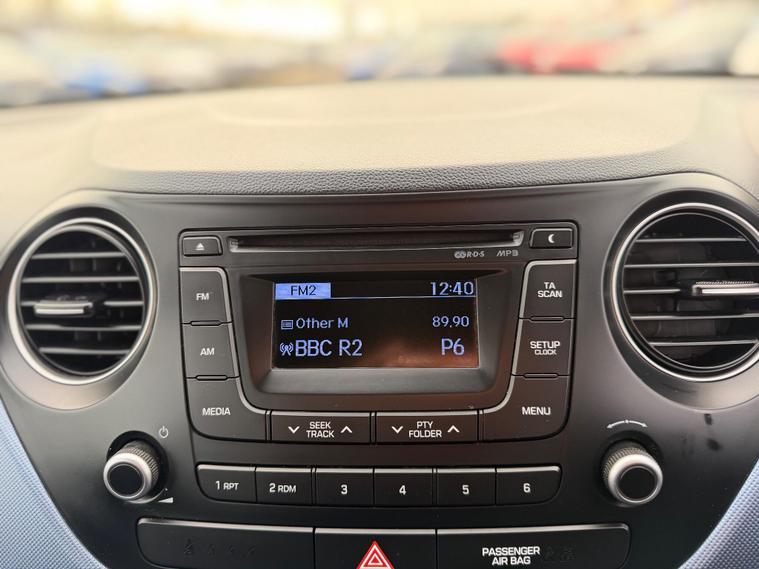 RDS MP3
FM2 12:40
Other M 89.90
BBC R2 P6
FM
AM
MEDIA
TA
SCAN
SETUP
CLOCK
MENU
SEEK
TRACK
PTY
FOLDER
1 RPT 2 RDM 3 4 5 6
PASSENGER
AIR BAG